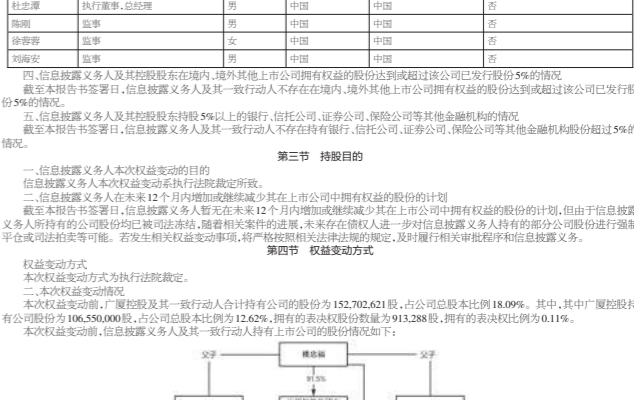 杜忠潭 执行董事,总经理 男 中国 中国 否
陈刚 监事 男 中国 中国 否
徐蓉蓉 监事 女 中国 中国 否
刘海安 监事 男 中国 中国 否
四、信息披露义务人及其控股股东在境内、境外其他上市公司拥有权益的股份达到或超过该公司已发行股份5%的情况
截至本报告书签署日,信息披露义务人及其一致行动人不存在在境内、境外其他上市公司拥有权益的股份达到或超过该公司已发行股
份5%的情况。
五、信息披露义务人及其控股股东持股5%以上的银行、信托公司、证券公司、保险公司等其他金融机构的情况
截至本报告书签署日,信息披露义务人及其一致行动人不存在持有银行、信托公司、证券公司、保险公司等其他金融机构股份超过5%的
情况。
第三节 持股目的
一、信息披露义务人本次权益变动的目的
信息披露义务人本次权益变动系执行法院裁定所致。
二、信息披露义务人在未来12个月内增加或继续减少其在上市公司中拥有权益的股份的计划
截至本报告书签署日,信息披露义务人暂无在未来12个月内增加或继续减少其在上市公司中拥有权益的股份的计划,但由于信息披露
义务人所持有的公司股份均已被司法冻结,随着相关案件的进展,未来存在债权人进一步对信息披露义务人持有的部分公司股份进行强制
平仓或司法拍卖等可能。若发生相关权益变动事项,将严格按照相关法律法规的规定,及时履行相关审批程序和信息披露义务。
第四节 权益变动方式
权益变动方式
本次权益变动方式为执行法院裁定。
二、本次权益变动情况
本次权益变动前,广厦控股及其一致行动人合计持有公司的股份为152,702,621股,占公司总股本比例18.09%。其中,其中广厦控股持
有公司股份为106,550,000股,占公司总股本比例为12.62%,拥有的表决权股份数量为913,288股,拥有的表决权比例为0.11%。
本次权益变动前,信息披露义务人及其一致行动人持有上市公司的股份情况如下:
父子 楼忠福 父子
91.5%